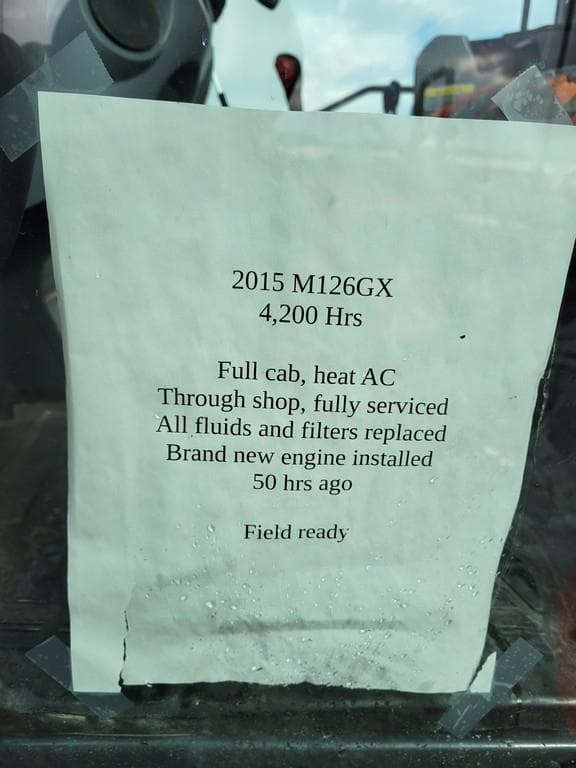 2015 M126GX
4,200 Hrs
Full cab, heat AC
Through shop, fully serviced
All fluids and filters replaced
Brand new engine installed
50 hrs ago
Field ready